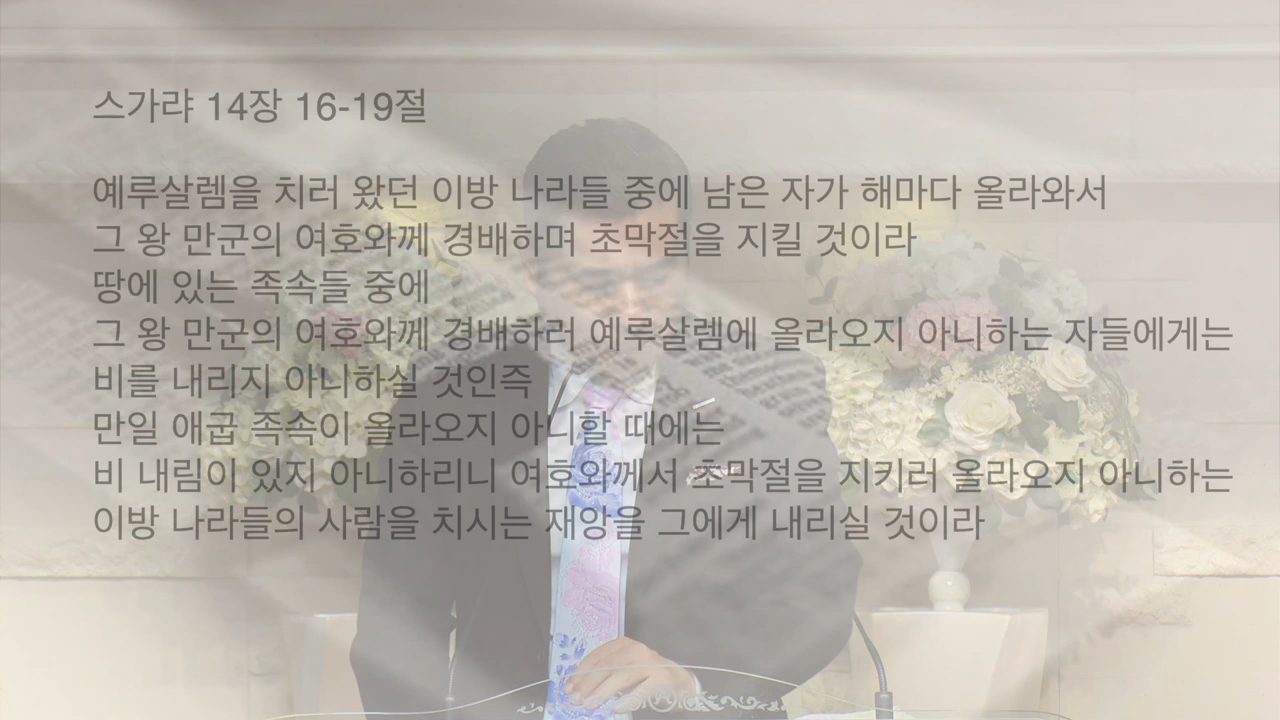 스가랴 14장 16-19절
예루살렘을 치러 왔던 이방 나라들 중에 남은 자가 해마다 올라와서
그 왕 만군의 여호와께 경배하며 초막절을 지킬 것이라
땅에 있는 족속들 중에
그 왕 만군의 여호와께 경배하러 예루살렘에 올라오지 아니하는 자들에게는
비를 내리지 아니하실 것인즉
만일 애굽 족속이 올라오지 아니할 때에는
비 내림이 있지 아니하리니 여호와께서 초막절을 지키러 올라오지 아니하는
이방 나라들의 사람을 치시는 재앙을 그에게 내리실 것이라